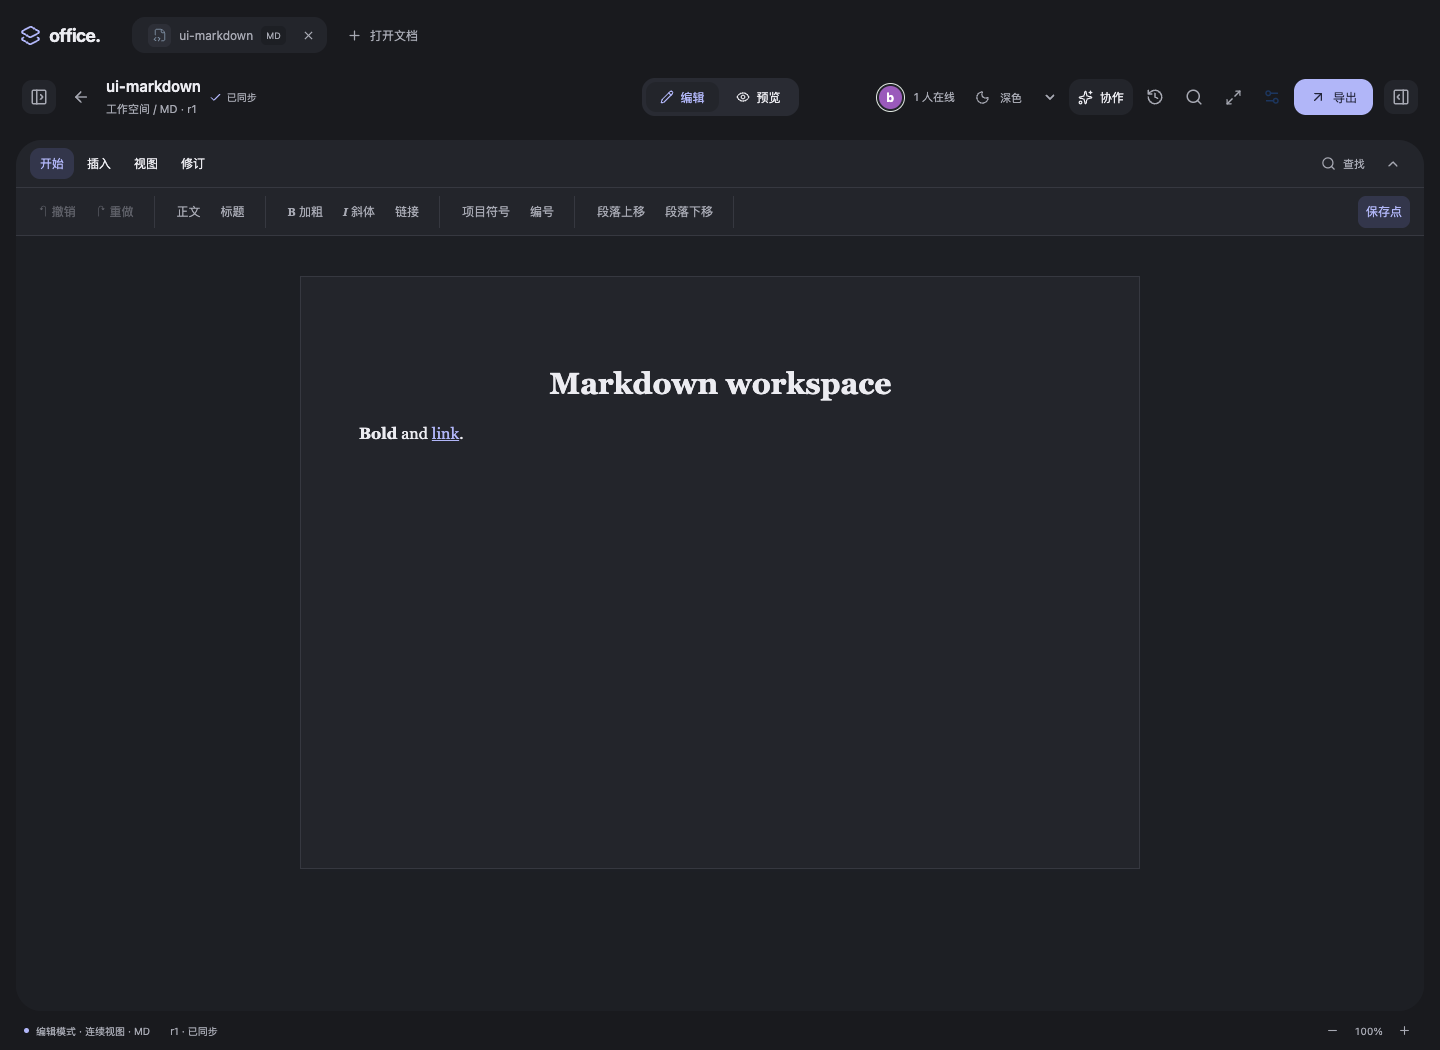 office.
ui-markdown MD
打开文档
ui-markdown
已同步
工作空间 / MD · r1
编辑
预览
b
1 人在线
深色
协作
导出
开始 插入 视图 修订
查找
撤销 重做 正文 标题 B 加粗 I 斜体 链接 项目符号 编号 段落上移 段落下移 保存点
Markdown workspace
Bold and link.
编辑模式 · 连续视图 · MD r1 · 已同步
100%